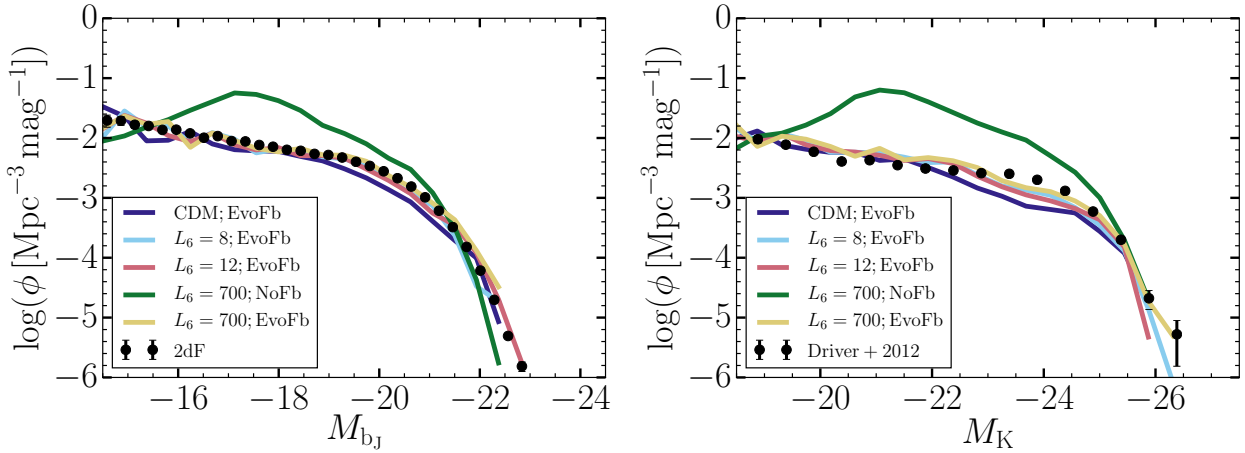 0
−1
−2
−3
−4
−5
−6
log(ϕ [Mpc⁻³ mag⁻¹])
CDM; EvoFb
L₆ = 8; EvoFb
L₆ = 12; EvoFb
L₆ = 700; NoFb
L₆ = 700; EvoFb
2dF
−16 −18 −20 −22 −24
M_b_J
0
−1
−2
−3
−4
−5
−6
log(ϕ [Mpc⁻³ mag⁻¹])
CDM; EvoFb
L₆ = 8; EvoFb
L₆ = 12; EvoFb
L₆ = 700; NoFb
L₆ = 700; EvoFb
Driver + 2012
−20 −22 −24 −26
M_K